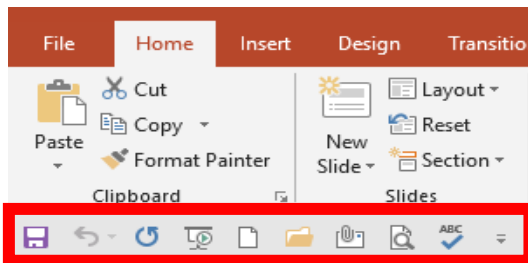 File Home Insert Design Transitio
Cut Layout
Copy Reset
Paste New
Format Painter Slide Section
Clipboard Slides
ABC